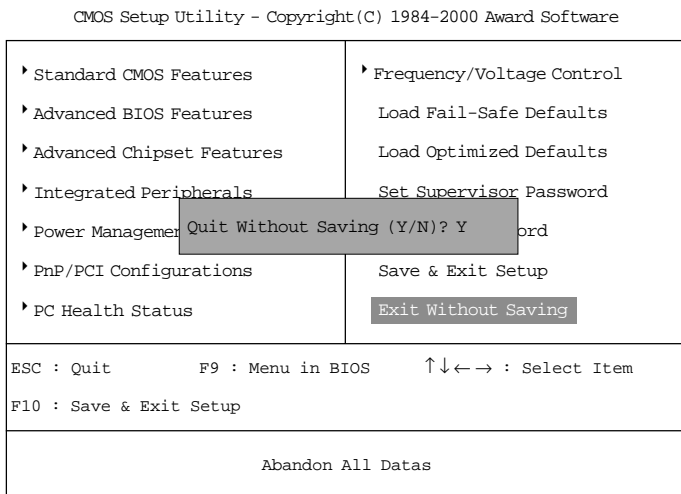 CMOS Setup Utility - Copyright(C) 1984-2000 Award Software
Standard CMOS Features
Advanced BIOS Features
Advanced Chipset Features
Integrated Peripherals
Power Managemen
PnP/PCI Configurations
PC Health Status
Frequency/Voltage Control
Load Fail-Safe Defaults
Load Optimized Defaults
Set Supervisor Password
ord
Save & Exit Setup
Exit Without Saving
Quit Without Saving (Y/N)? Y
ESC : Quit F9 : Menu in BIOS ↑↓←→ : Select Item
F10 : Save & Exit Setup
Abandon All Datas